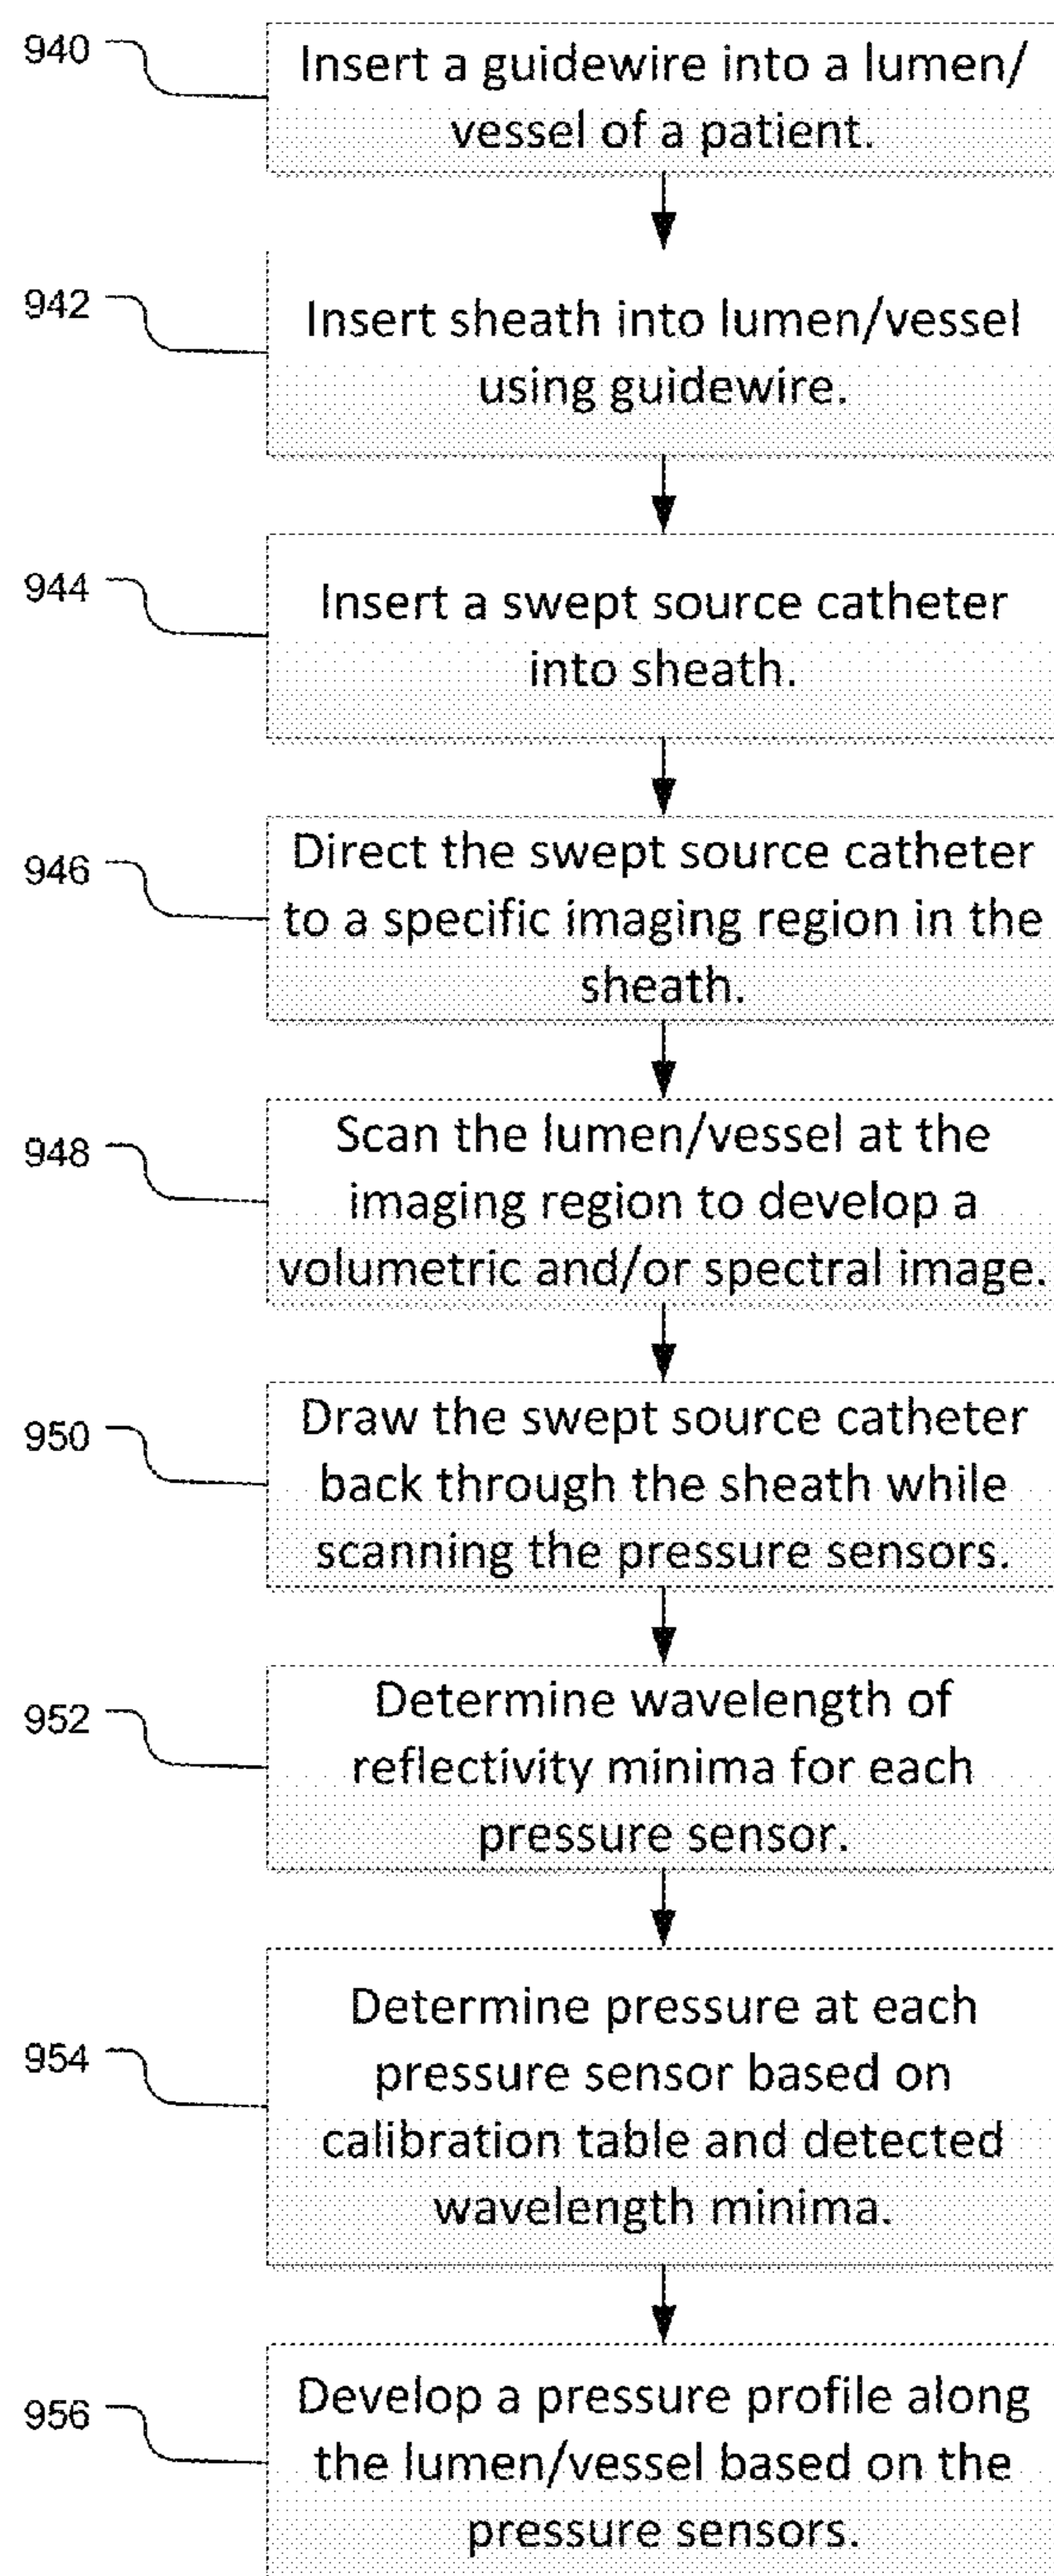 940
Insert a guidewire into a lumen/
vessel of a patient.
942
Insert sheath into lumen/vessel
using guidewire.
944
Insert a swept source catheter
into sheath.
946
Direct the swept source catheter
to a specific imaging region in the
sheath.
948
Scan the lumen/vessel at the
imaging region to develop a
volumetric and/or spectral image.
950
Draw the swept source catheter
back through the sheath while
scanning the pressure sensors.
952
Determine wavelength of
reflectivity minima for each
pressure sensor.
954
Determine pressure at each
pressure sensor based on
calibration table and detected
wavelength minima.
956
Develop a pressure profile along
the lumen/vessel based on the
pressure sensors.